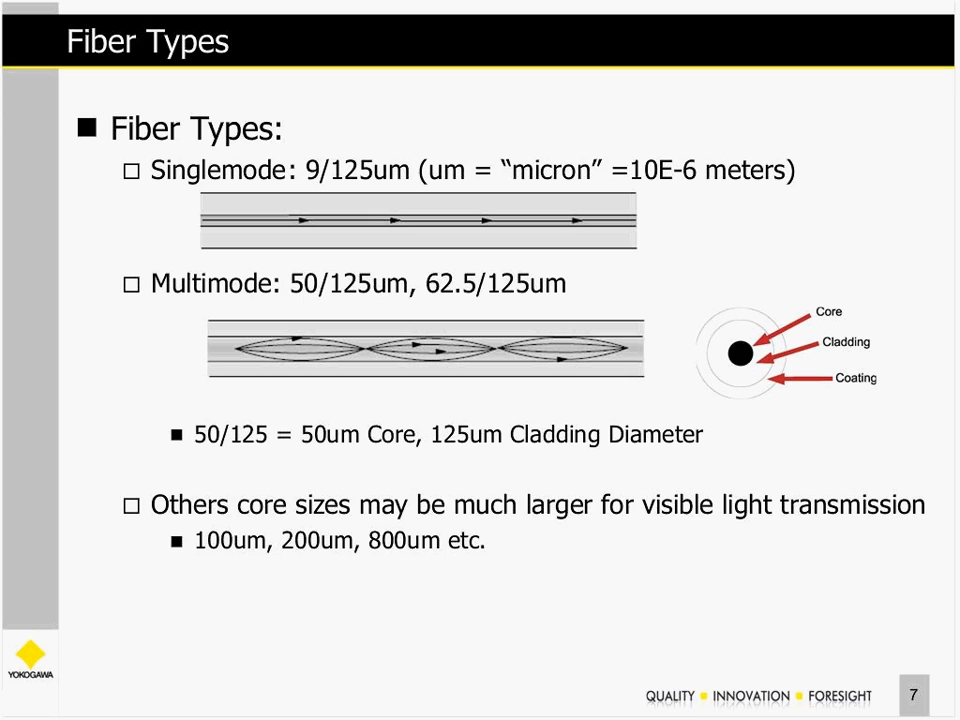 Fiber Types
Fiber Types:
Singlemode: 9/125um (um = “micron” =10E-6 meters)
Multimode: 50/125um, 62.5/125um
Core
Cladding
Coating
50/125 = 50um Core, 125um Cladding Diameter
Others core sizes may be much larger for visible light transmission
100um, 200um, 800um etc.
YOKOGAWA
QUALITY ■ INNOVATION ■ FORESIGHT
7